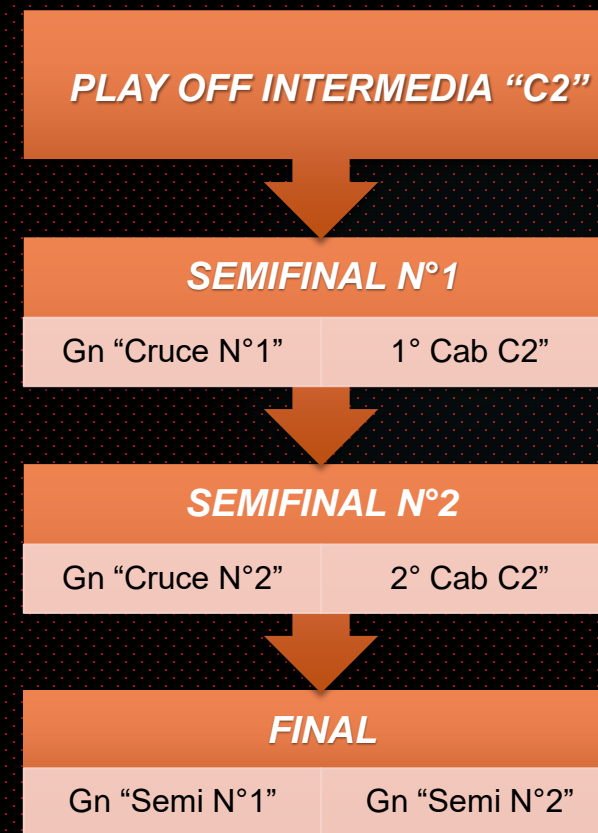 PLAY OFF INTERMEDIA “C2”
SEMIFINAL N°1
Gn “Cruce N°1” 1° Cab C2”
SEMIFINAL N°2
Gn “Cruce N°2” 2° Cab C2”
FINAL
Gn “Semi N°1” Gn “Semi N°2”